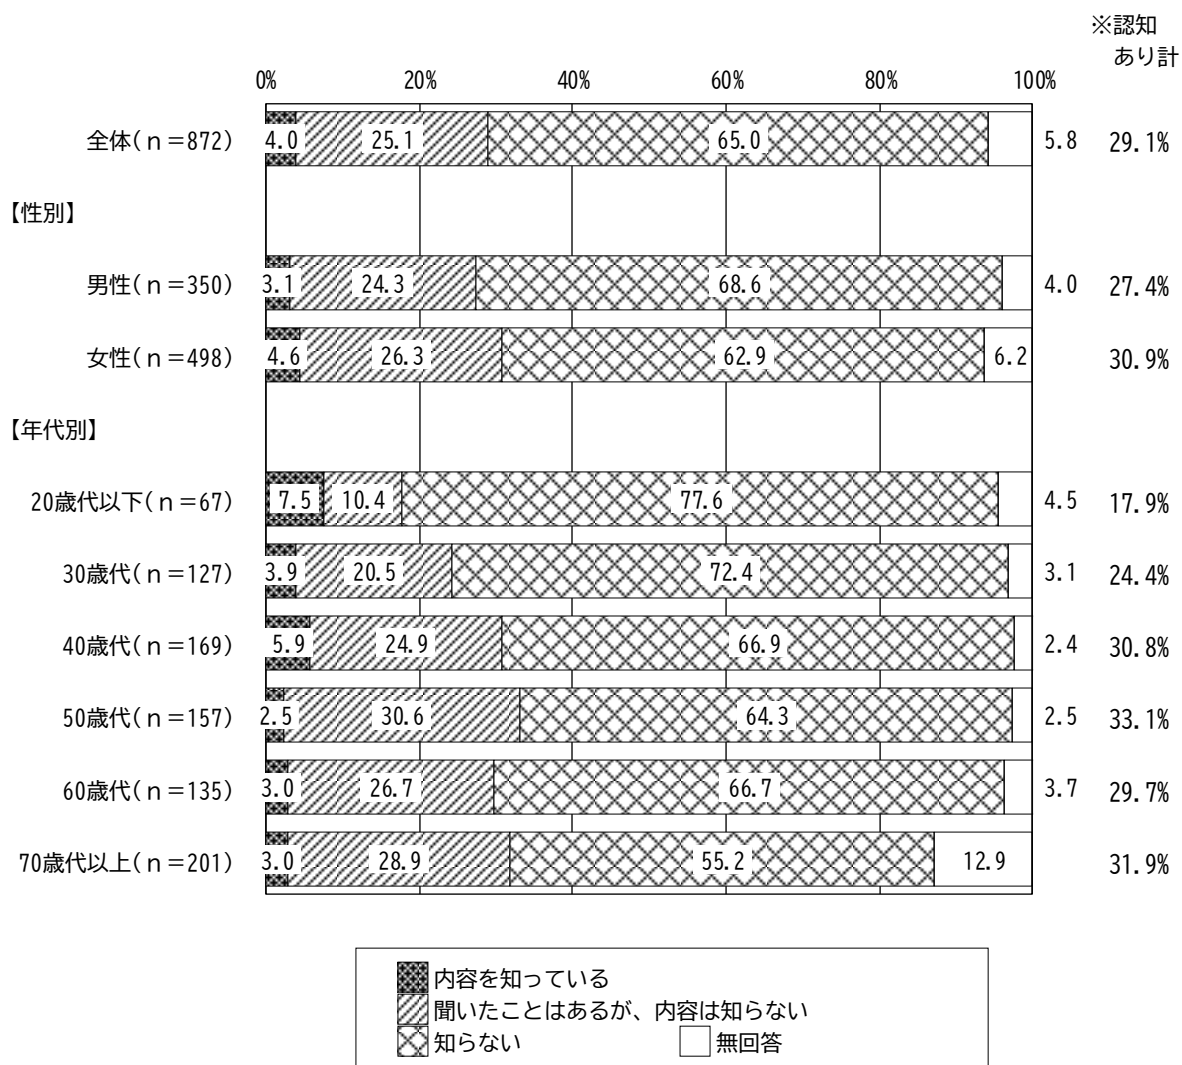 ※認知
あり計
0% 20% 40% 60% 80% 100%
全体(ｎ＝872) 4.0 25.1 65.0 5.8 29.1%
【性別】
男性(ｎ＝350) 3.1 24.3 68.6 4.0 27.4%
女性(ｎ＝498) 4.6 26.3 62.9 6.2 30.9%
【年代別】
20歳代以下(ｎ＝67) 7.5 10.4 77.6 4.5 17.9%
30歳代(ｎ＝127) 3.9 20.5 72.4 3.1 24.4%
40歳代(ｎ＝169) 5.9 24.9 66.9 2.4 30.8%
50歳代(ｎ＝157) 2.5 30.6 64.3 2.5 33.1%
60歳代(ｎ＝135) 3.0 26.7 66.7 3.7 29.7%
70歳代以上(ｎ＝201) 3.0 28.9 55.2 12.9 31.9%
内容を知っている
聞いたことはあるが、内容は知らない
知らない 無回答